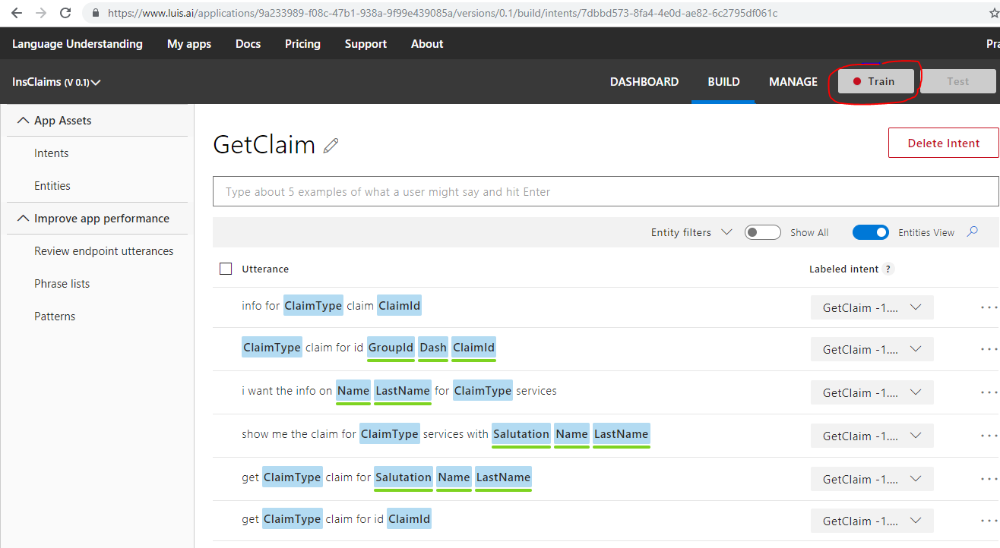 https://www.luis.ai/applications/9a233989-f08c-47b1-938a-9f99e439085a/versions/0.1/build/intents/7dbbd573-8fa4-4e0d-ae82-6c2795df061c
Language Understanding My apps Docs Pricing Support About Pra
InsClaims (V 0.1) DASHBOARD BUILD MANAGE Train Test
App Assets
Intents
Entities
Improve app performance
Review endpoint utterances
Phrase lists
Patterns
GetClaim
Delete Intent
Type about 5 examples of what a user might say and hit Enter
Entity filters Show All Entities View
Utterance Labeled intent ?
info for ClaimType claim ClaimId GetClaim -1....
ClaimType claim for id GroupId Dash ClaimId GetClaim -1....
i want the info on Name LastName for ClaimType services GetClaim -1....
show me the claim for ClaimType services with Salutation Name LastName GetClaim -1....
get ClaimType claim for Salutation Name LastName GetClaim -1....
get ClaimType claim for id ClaimId GetClaim -1....